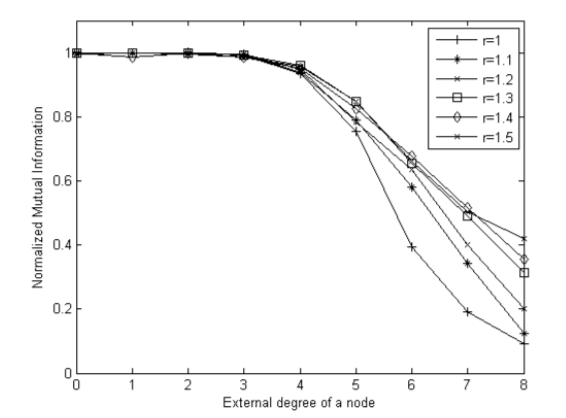 1
0.8
0.6
0.4
0.2
0
Normalized Mutual Information
r=1
r=1.1
r=1.2
r=1.3
r=1.4
r=1.5
0 1 2 3 4 5 6 7 8
External degree of a node